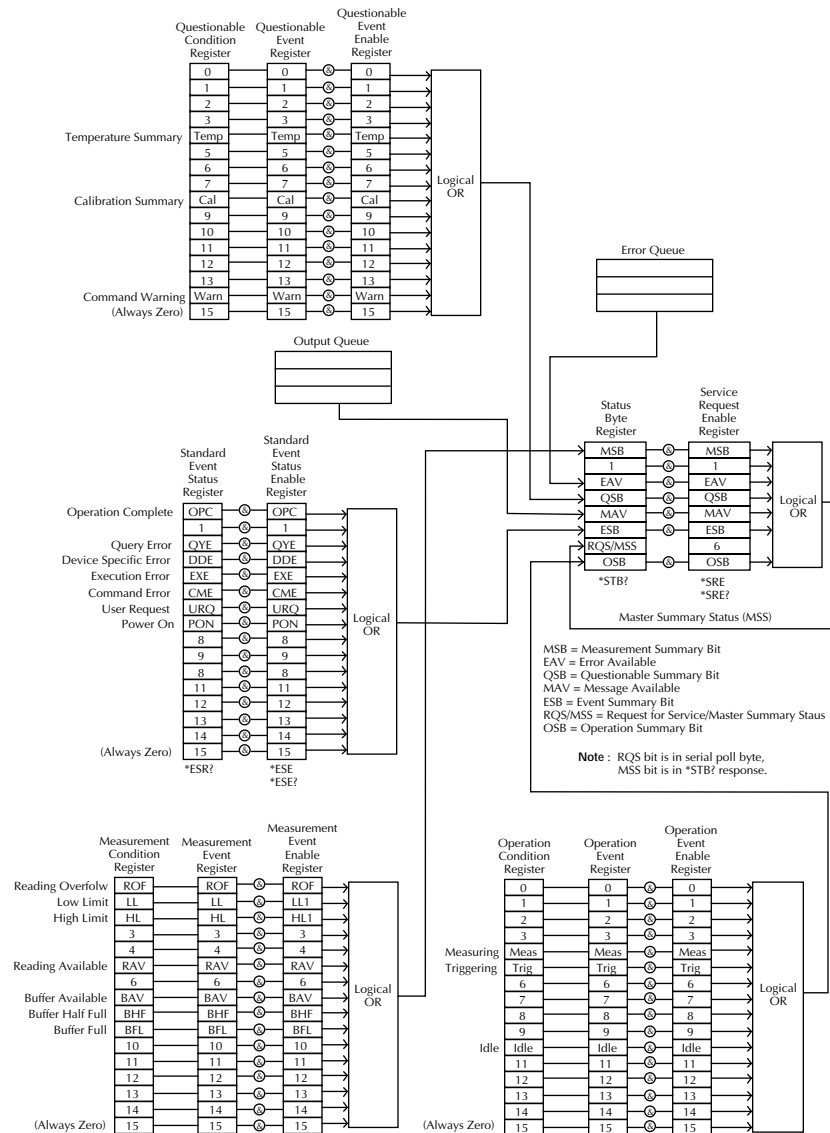 Questionable Condition Register
Questionable Event Register
Questionable Event Enable Register
0 0 & 0
1 1 & 1
2 2 & 2
3 3 & 3
Temperature Summary Temp Temp & Temp
5 5 & 5
6 6 & 6
7 7 & 7
Calibration Summary Cal Cal & Cal
9 9 & 9
10 10 & 10
11 11 & 11
12 12 & 12
13 13 & 13
Command Warning Warn Warn & Warn
(Always Zero) 15 15 & 15
Logical OR
Error Queue
Output Queue
Status Byte Register
Service Request Enable Register
MSB & MSB
1 & 1
EAV & EAV
QSB & QSB
MAV & MAV
ESB & ESB
RQS/MSS 6
OSB & OSB
*STB? *SRE
*SRE?
Logical OR
Master Summary Status (MSS)
MSB = Measurement Summary Bit
EAV = Error Available
QSB = Questionable Summary Bit
MAV = Message Available
ESB = Event Summary Bit
RQS/MSS = Request for Service/Master Summary Staus
OSB = Operation Summary Bit
Note : RQS bit is in serial poll byte,
MSS bit is in *STB? response.
Standard Event Status Register
Standard Event Status Enable Register
Operation Complete OPC & OPC
1 & 1
Query Error QYE & QYE
Device Specific Error DDE & DDE
Execution Error EXE & EXE
Command Error CME & CME
User Request URQ & URQ
Power On PON & PON
8 & 8
9 & 9
8 & 8
11 & 11
12 & 12
13 & 13
14 & 14
(Always Zero) 15 & 15
*ESR? *ESE
*ESE?
Logical OR
Measurement Condition Register
Measurement Event Register
Measurement Event Enable Register
Reading Overfolw ROF ROF & ROF
Low Limit LL LL & LL1
High Limit HL HL & HL1
3 3 & 3
4 4 & 4
Reading Available RAV RAV & RAV
6 6 & 6
Buffer Available BAV BAV & BAV
Buffer Half Full BHF BHF & BHF
Buffer Full BFL BFL & BFL
10 10 & 10
11 11 & 11
12 12 & 12
13 13 & 13
14 14 & 14
(Always Zero) 15 15 & 15
Logical OR
Operation Condition Register
Operation Event Register
Operation Event Enable Register
0 0 & 0
1 1 & 1
2 2 & 2
3 3 & 3
Measuring Meas Meas & Meas
Triggering Trig Trig & Trig
6 6 & 6
7 7 & 7
8 8 & 8
9 9 & 9
Idle Idle Idle & Idle
11 11 & 11
12 12 & 12
13 13 & 13
14 14 & 14
(Always Zero) 15 15 & 15
Logical OR